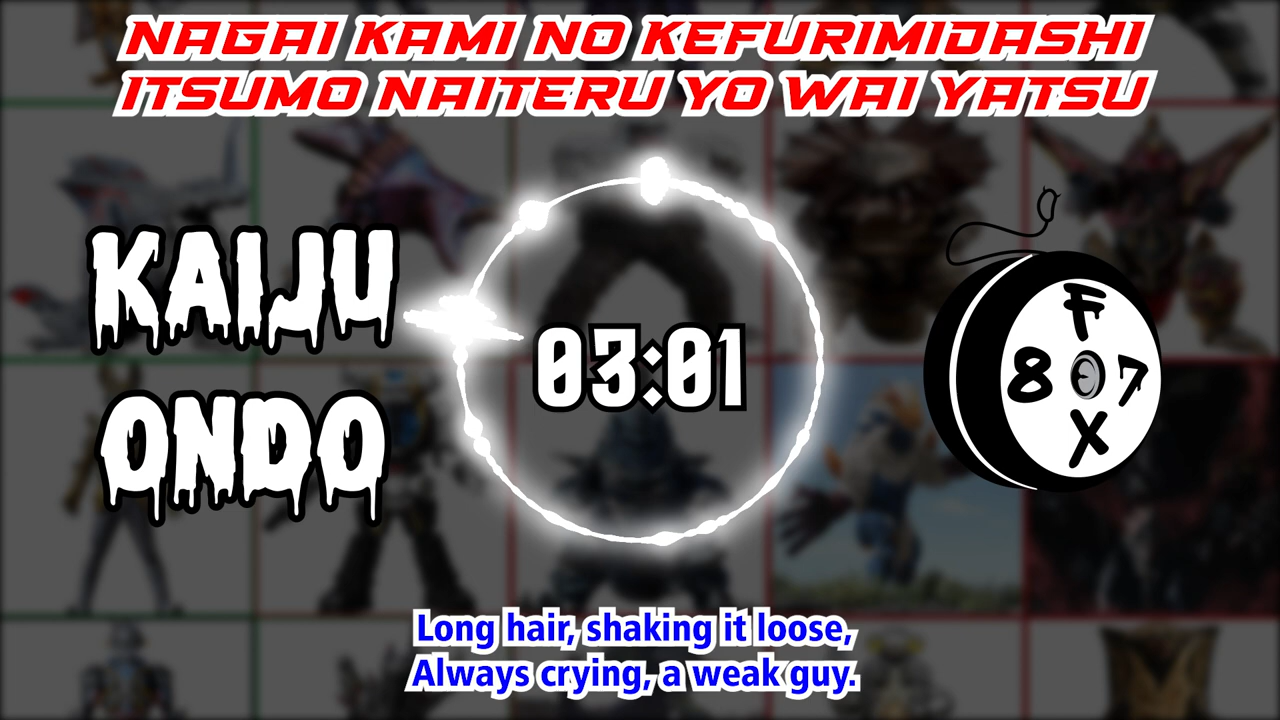 NAGAI KAMI NO KEFURIMIDASHI
ITSUMO NAITERU YO WAI YATSU
KAIJU
ONDO
03:01
F
8 7
X
Long hair, shaking it loose,
Always crying, a weak guy.